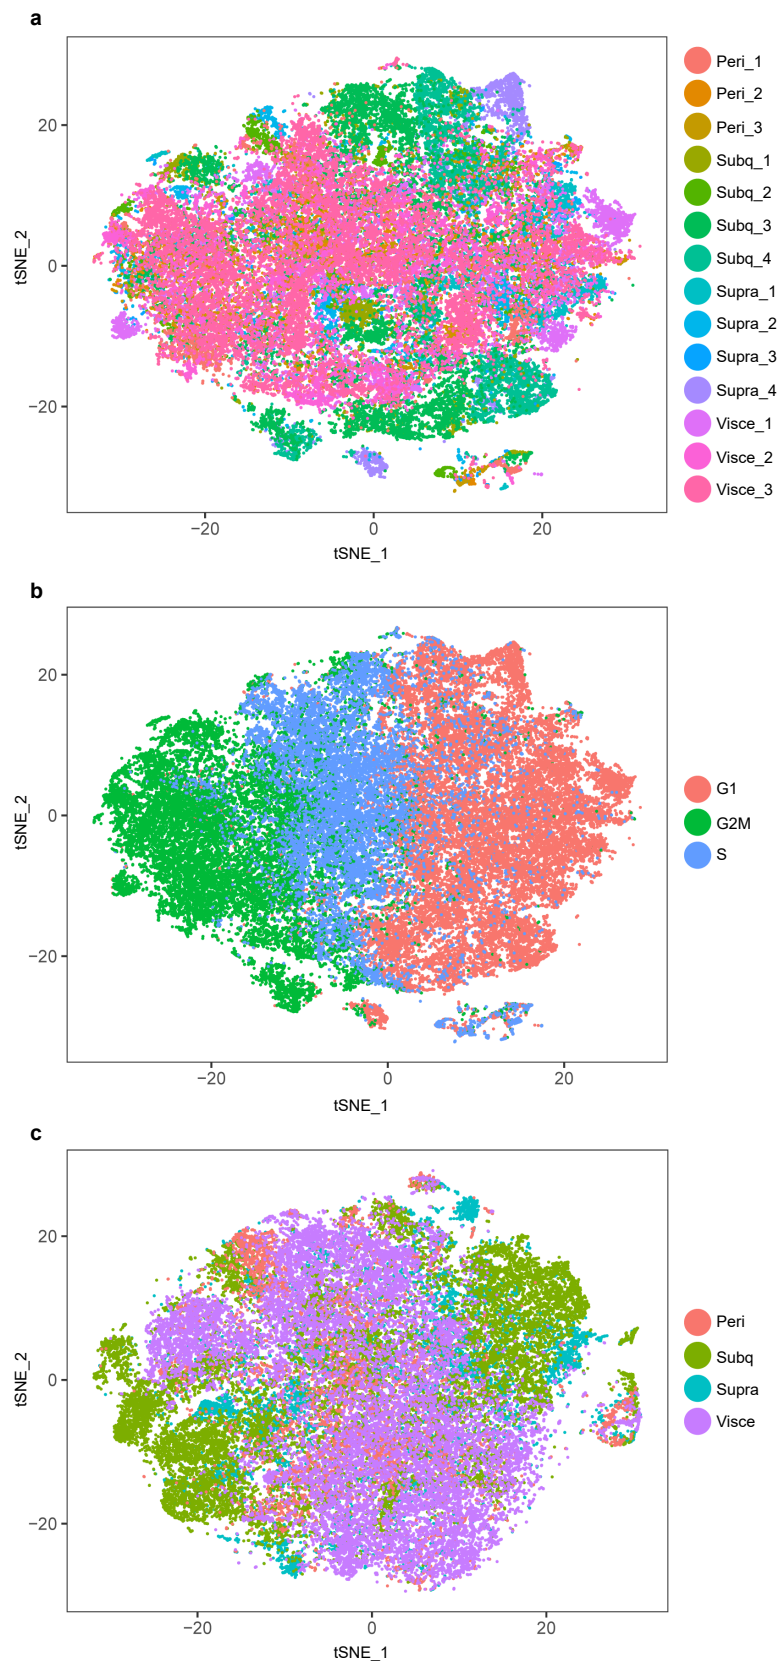 a
tSNE_2
20
0
−20
−20
0
20
tSNE_1
Peri_1
Peri_2
Peri_3
Subq_1
Subq_2
Subq_3
Subq_4
Supra_1
Supra_2
Supra_3
Supra_4
Visce_1
Visce_2
Visce_3
b
tSNE_2
20
0
−20
−20
0
20
tSNE_1
G1
G2M
S
c
tSNE_2
20
0
−20
−20
0
20
tSNE_1
Peri
Subq
Supra
Visce